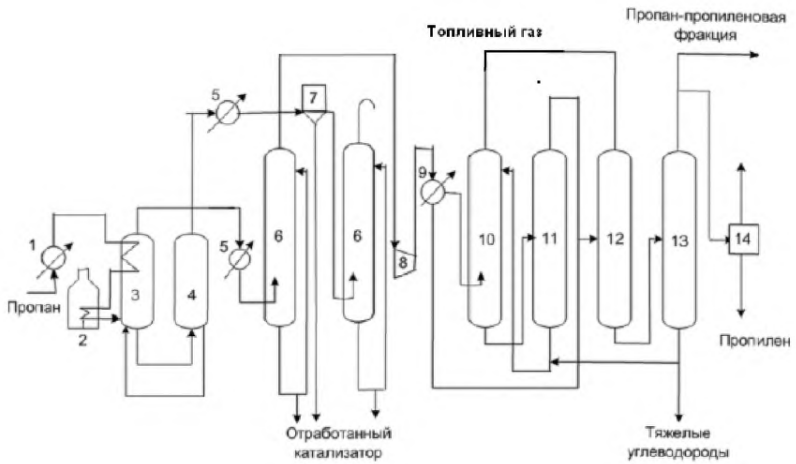 Пропан-пропиленовая
фракция
Топливный газ
5
7
9
1
6
6
10
11
12
13
14
8
5
3
4
Пропан
2
Пропилен
Отработанный
катализатор
Тяжелые
углеводороды